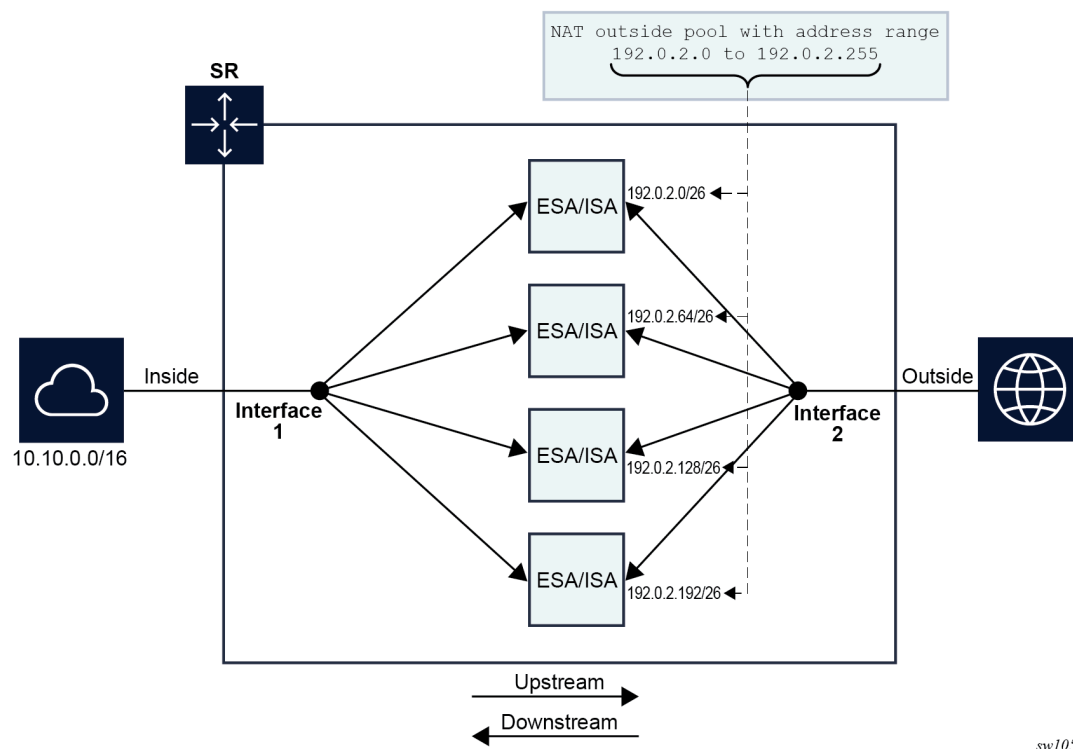 NAT outside pool with address range
192.0.2.0 to 192.0.2.255
SR
ESA/ISA
192.0.2.0/26
ESA/ISA
192.0.2.64/26
Inside
Interface
1
10.10.0.0/16
Outside
Interface
2
ESA/ISA
192.0.2.128/26
ESA/ISA
192.0.2.192/26
Upstream
Downstream